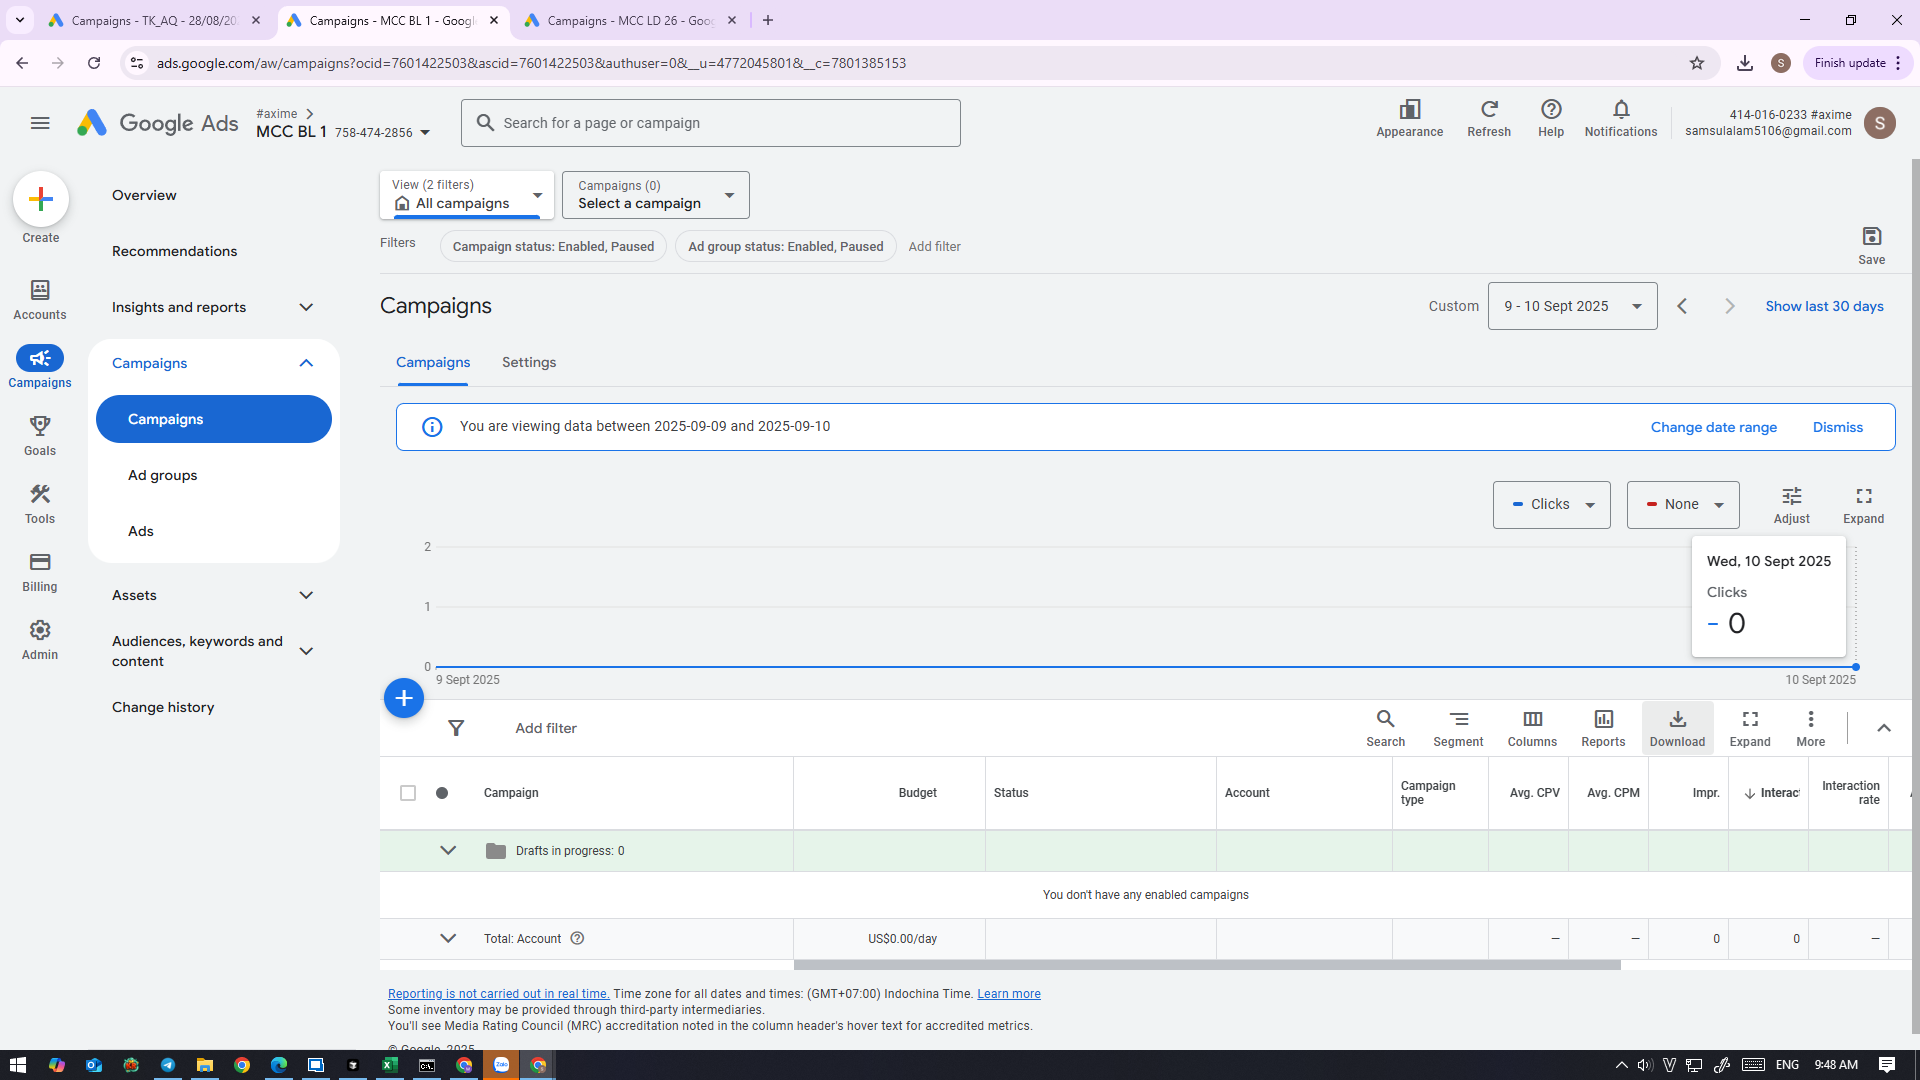 Campaigns - TK_AQ - 28/08/20
Campaigns - MCC BL 1 - Google
Campaigns - MCC LD 26 - Goo
ads.google.com/aw/campaigns?ocid=7601422503&ascid=7601422503&authuser=0&__u=4772045801&__c=7801385153
S
Finish update
Google Ads
#axime
MCC BL 1 758-474-2856
Search for a page or campaign
Appearance
Refresh
Help
Notifications
414-016-0233 #axime
samsulalam5106@gmail.com
S
Create
Accounts
Campaigns
Goals
Tools
Billing
Admin
Overview
Recommendations
Insights and reports
Campaigns
Campaigns
Ad groups
Ads
Assets
Audiences, keywords and
content
Change history
View (2 filters)
All campaigns
Campaigns (0)
Select a campaign
Filters
Campaign status: Enabled, Paused
Ad group status: Enabled, Paused
Add filter
Save
Campaigns
Custom
9 - 10 Sept 2025
Show last 30 days
Campaigns
Settings
You are viewing data between 2025-09-09 and 2025-09-10
Change date range
Dismiss
Clicks
None
Adjust
Expand
2
1
0
9 Sept 2025
10 Sept 2025
Wed, 10 Sept 2025
Clicks
0
Add filter
Search
Segment
Columns
Reports
Download
Expand
More
Campaign
Budget
Status
Account
Campaign
type
Avg. CPV
Avg. CPM
Impr.
Interac
Interaction
rate
Drafts in progress: 0
You don't have any enabled campaigns
Total: Account
US$0.00/day
—
—
0
0
—
Reporting is not carried out in real time. Time zone for all dates and times: (GMT+07:00) Indochina Time. Learn more
Some inventory may be provided through third-party intermediaries.
You'll see Media Rating Council (MRC) accreditation noted in the column header's hover text for accredited metrics.
© Google, 2025
Zalo
ENG
9:48 AM